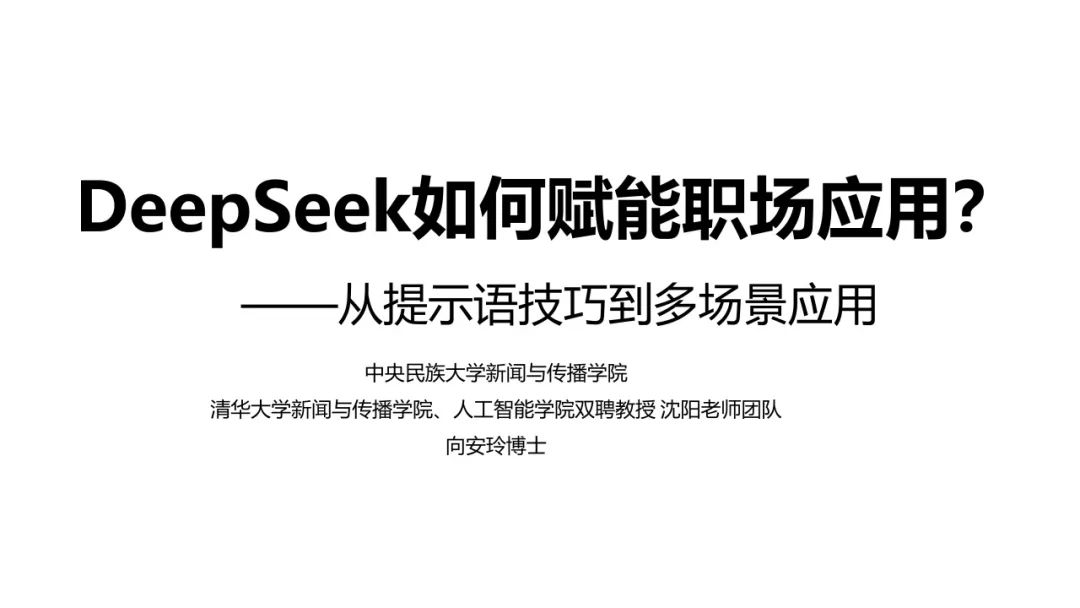 DeepSeek如何赋能职场应用？
——从提示语技巧到多场景应用
中央民族大学新闻与传播学院
清华大学新闻与传播学院、人工智能学院双聘教授 沈阳老师团队
向安玲博士